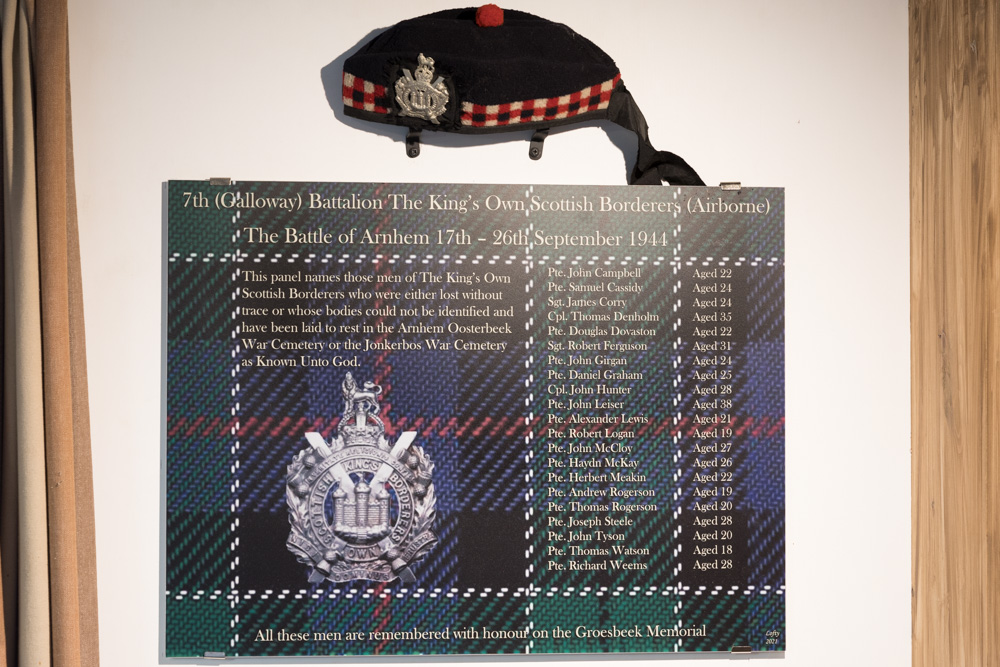 7th (Galloway) Battalion The King's Own Scottish Borderers (Airborne)
The Battle of Arnhem 17th – 26th September 1944
This panel names those men of The King's Own
Scottish Borderers who were either lost without
trace or whose bodies could not be identified and
have been laid to rest in the Arnhem Oosterbeek
War Cemetery or the Jonkerbos War Cemetery
as Known Unto God.
KING'S
OWN
SCOTTISH
BORDERERS
Pte. John Campbell Aged 22
Pte. Samuel Cassidy Aged 24
Sgt. James Corry Aged 24
Cpl. Thomas Denholm Aged 35
Pte. Douglas Dovaston Aged 22
Sgt. Robert Ferguson Aged 31
Pte. John Girgan Aged 24
Pte. Daniel Graham Aged 25
Cpl. John Hunter Aged 28
Pte. John Leiser Aged 38
Pte. Alexander Lewis Aged 21
Pte. Robert Logan Aged 19
Pte. John McCloy Aged 27
Pte. Haydn McKay Aged 26
Pte. Herbert Meakin Aged 22
Pte. Andrew Rogerson Aged 19
Pte. Thomas Rogerson Aged 20
Pte. Joseph Steele Aged 28
Pte. John Tyson Aged 20
Pte. Thomas Watson Aged 18
Pte. Richard Weems Aged 28
All these men are remembered with honour on the Groesbeek Memorial
Lofty
2021